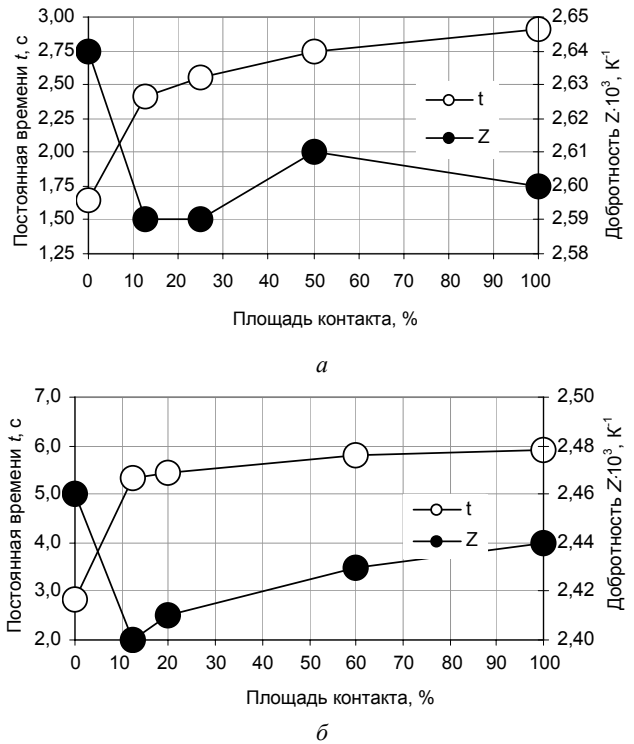 3,00
2,75
2,50
2,25
2,00
1,75
1,50
1,25
Постоянная времени t, с
2,65
2,64
2,63
2,62
2,61
2,60
2,59
2,58
Добротность Z·10³, К⁻¹
t
Z
0 10 20 30 40 50 60 70 80 90 100
Площадь контакта, %
а
7,0
6,0
5,0
4,0
3,0
2,0
Постоянная времени t, с
2,50
2,48
2,46
2,44
2,42
2,40
Добротность Z·10³, К⁻¹
t
Z
0 10 20 30 40 50 60 70 80 90 100
Площадь контакта, %
б